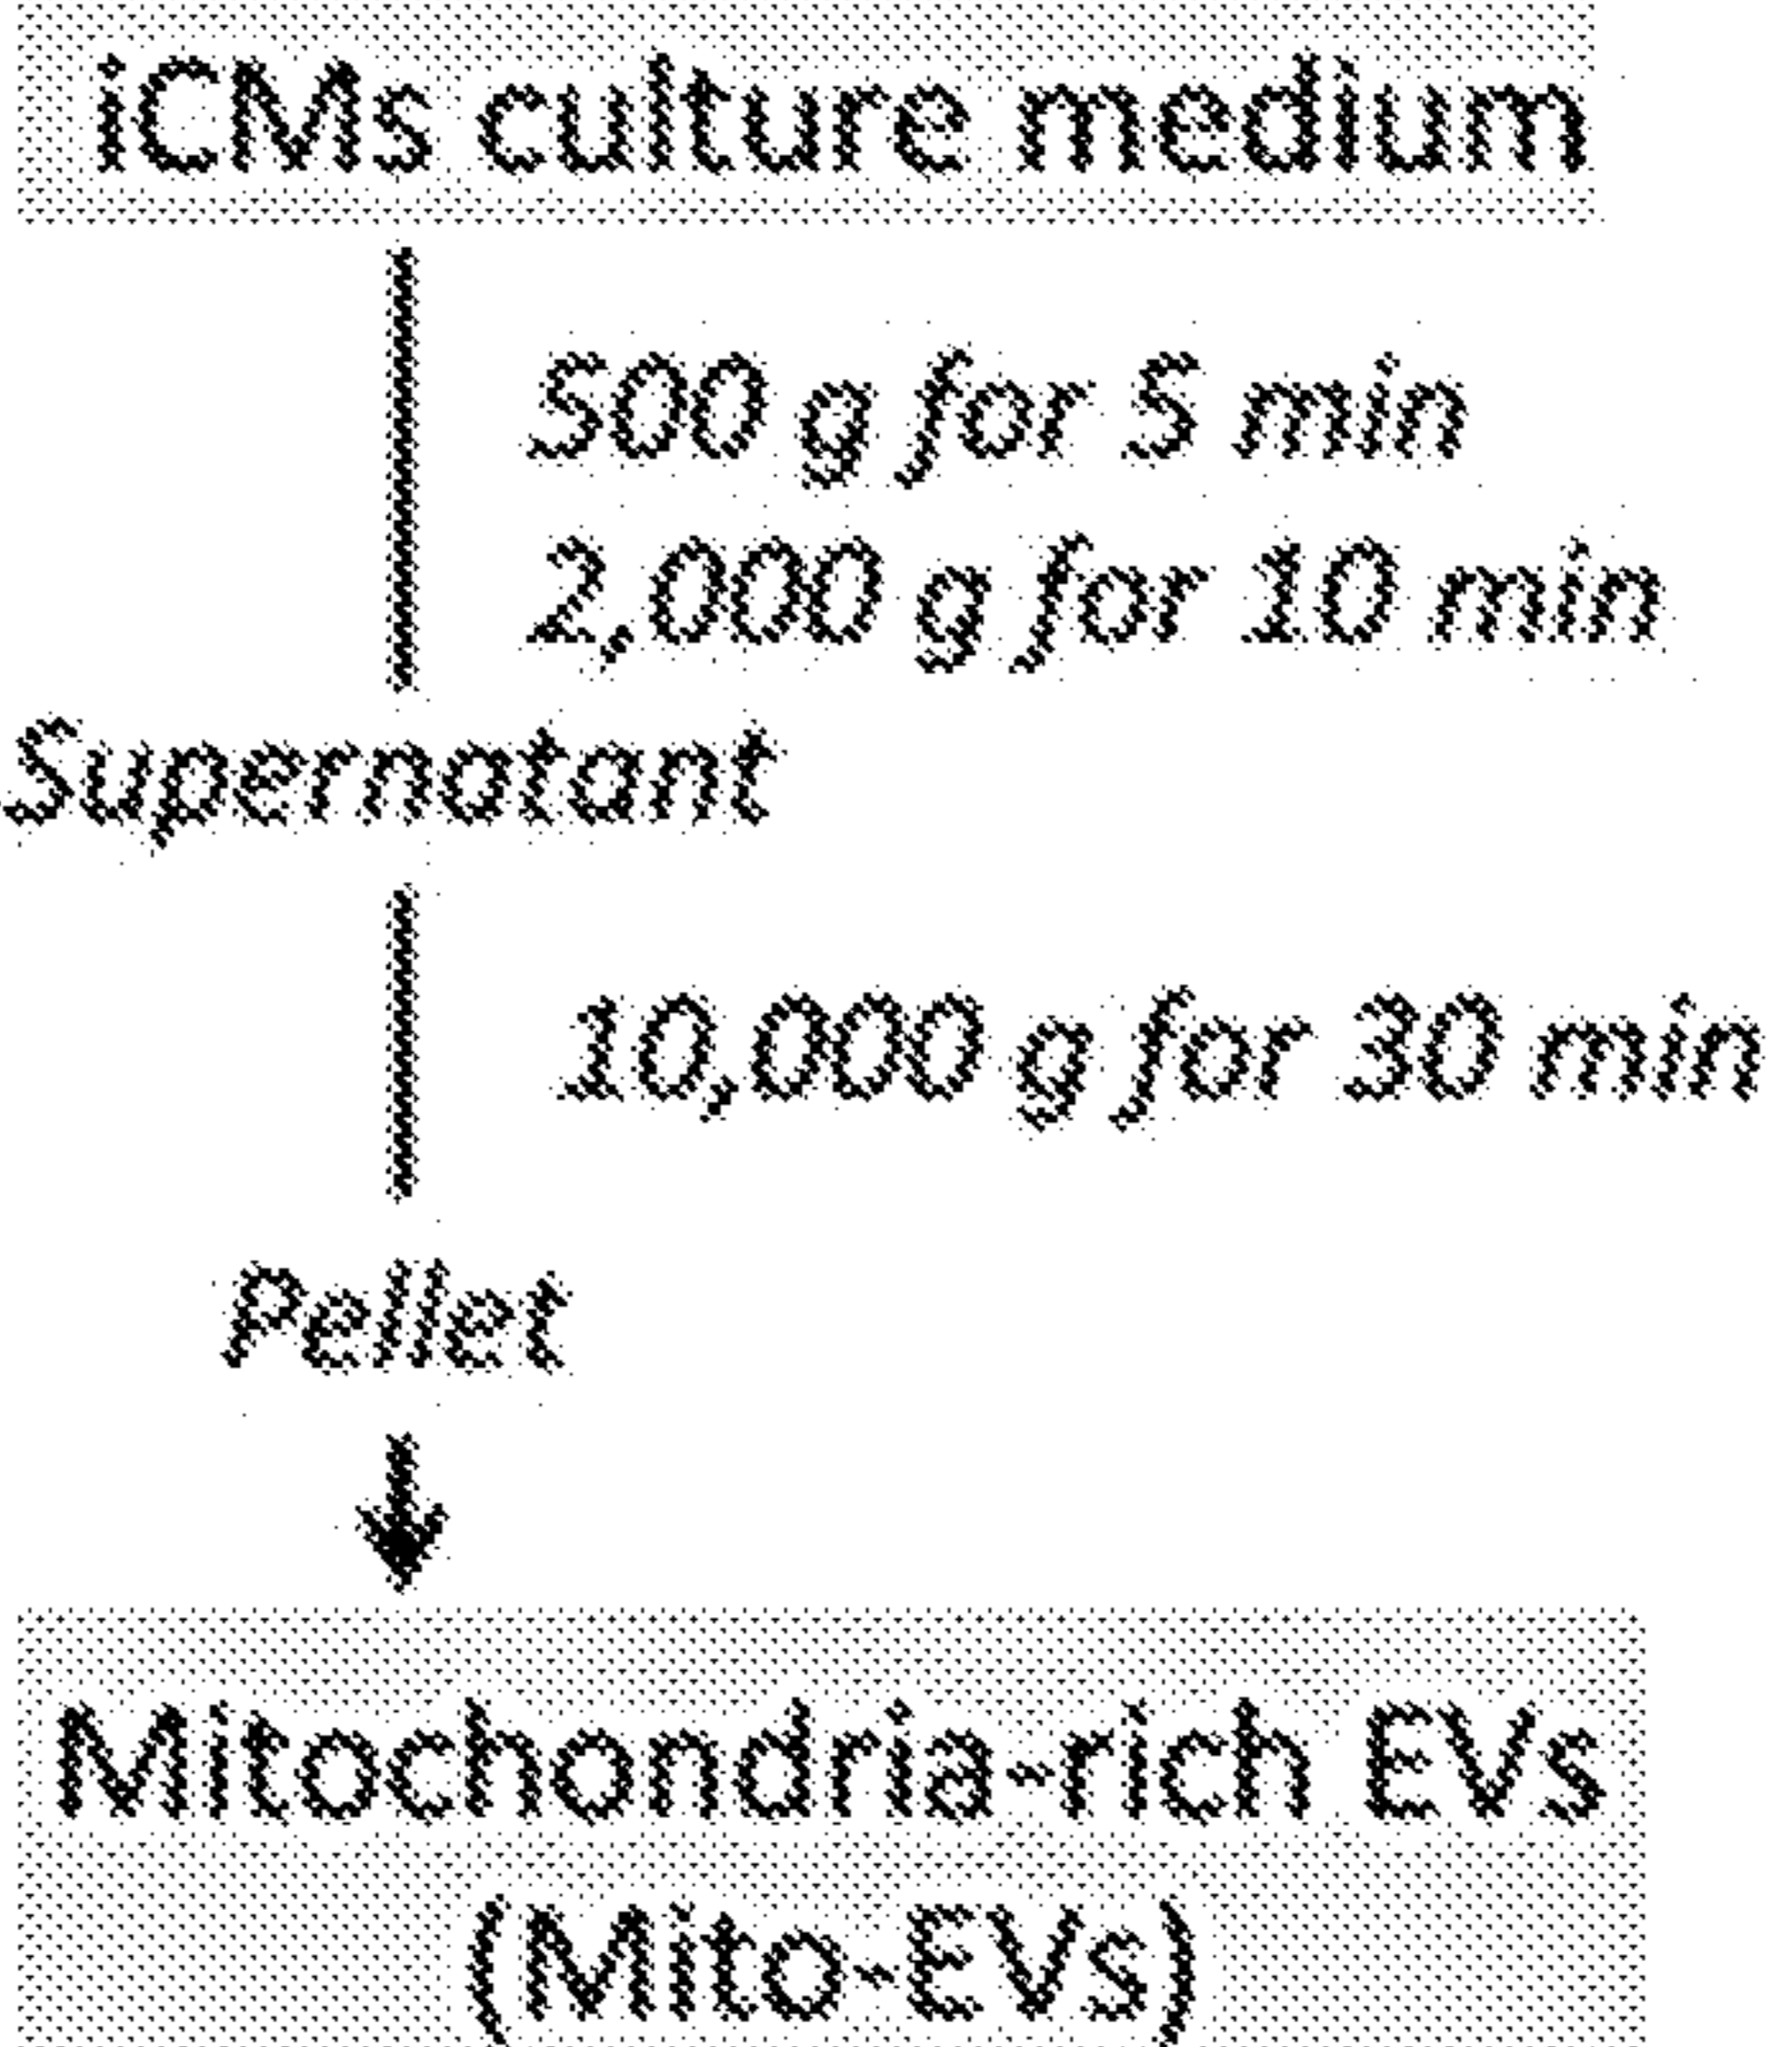 iCMs culture medium
500 g for 5 min
2,000 g for 10 min
Supernatant
10,000 g for 30 min
Pellet
Mitochondria-rich EVs
(Mito-EVs)